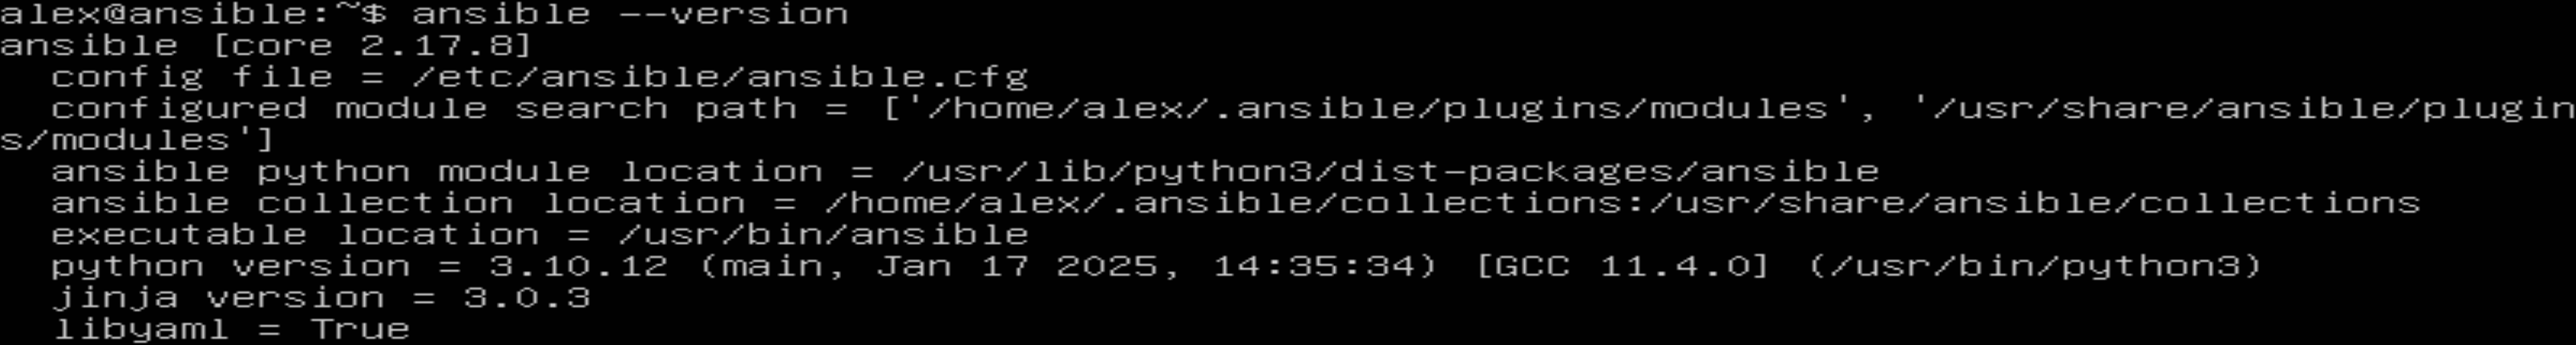 alex@ansible:~$ ansible --version
ansible [core 2.17.8]
  config file = /etc/ansible/ansible.cfg
  configured module search path = ['/home/alex/.ansible/plugins/modules', '/usr/share/ansible/plugin
s/modules']
  ansible python module location = /usr/lib/python3/dist-packages/ansible
  ansible collection location = /home/alex/.ansible/collections:/usr/share/ansible/collections
  executable location = /usr/bin/ansible
  python version = 3.10.12 (main, Jan 17 2025, 14:35:34) [GCC 11.4.0] (/usr/bin/python3)
  jinja version = 3.0.3
  libyaml = True